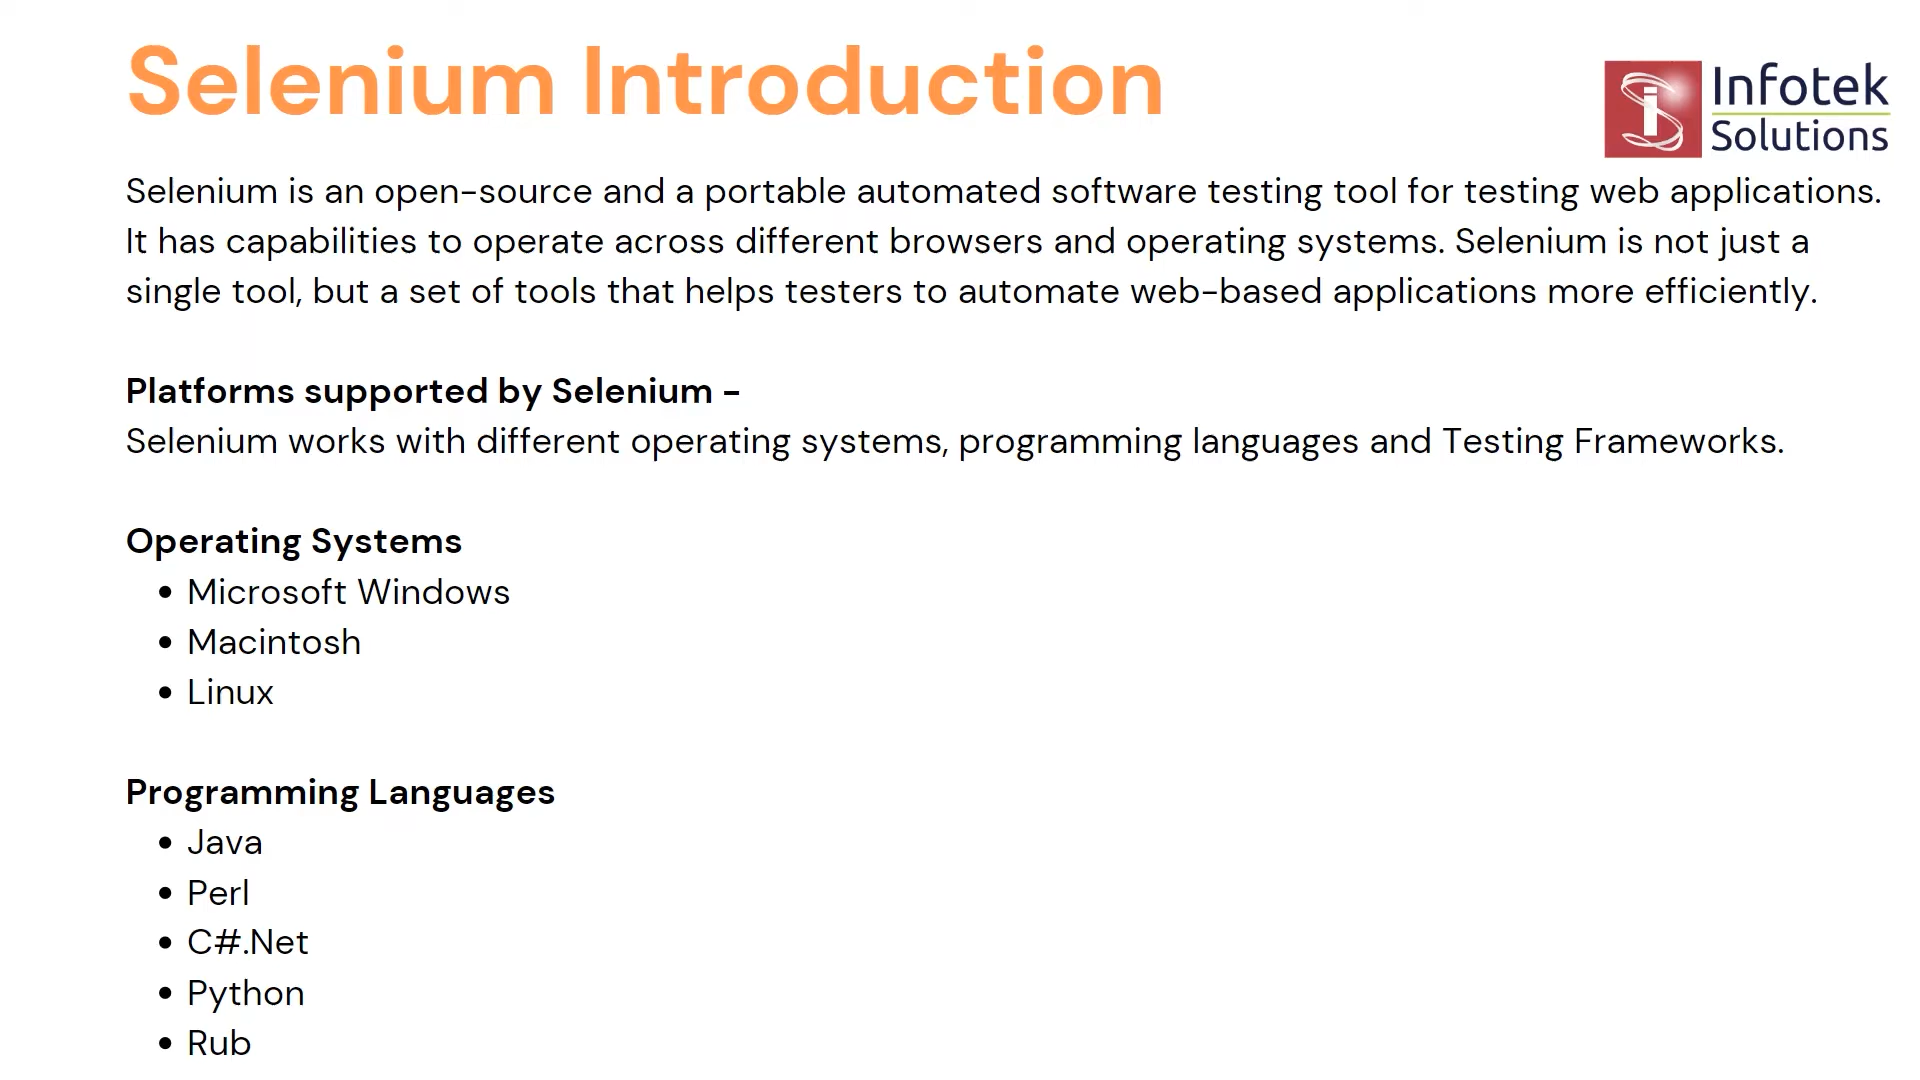 Selenium Introduction
Infotek
Solutions
Selenium is an open-source and a portable automated software testing tool for testing web applications.
It has capabilities to operate across different browsers and operating systems. Selenium is not just a
single tool, but a set of tools that helps testers to automate web-based applications more efficiently.
Platforms supported by Selenium -
Selenium works with different operating systems, programming languages and Testing Frameworks.
Operating Systems
• Microsoft Windows
• Macintosh
• Linux
Programming Languages
• Java
• Perl
• C#.Net
• Python
• Rub